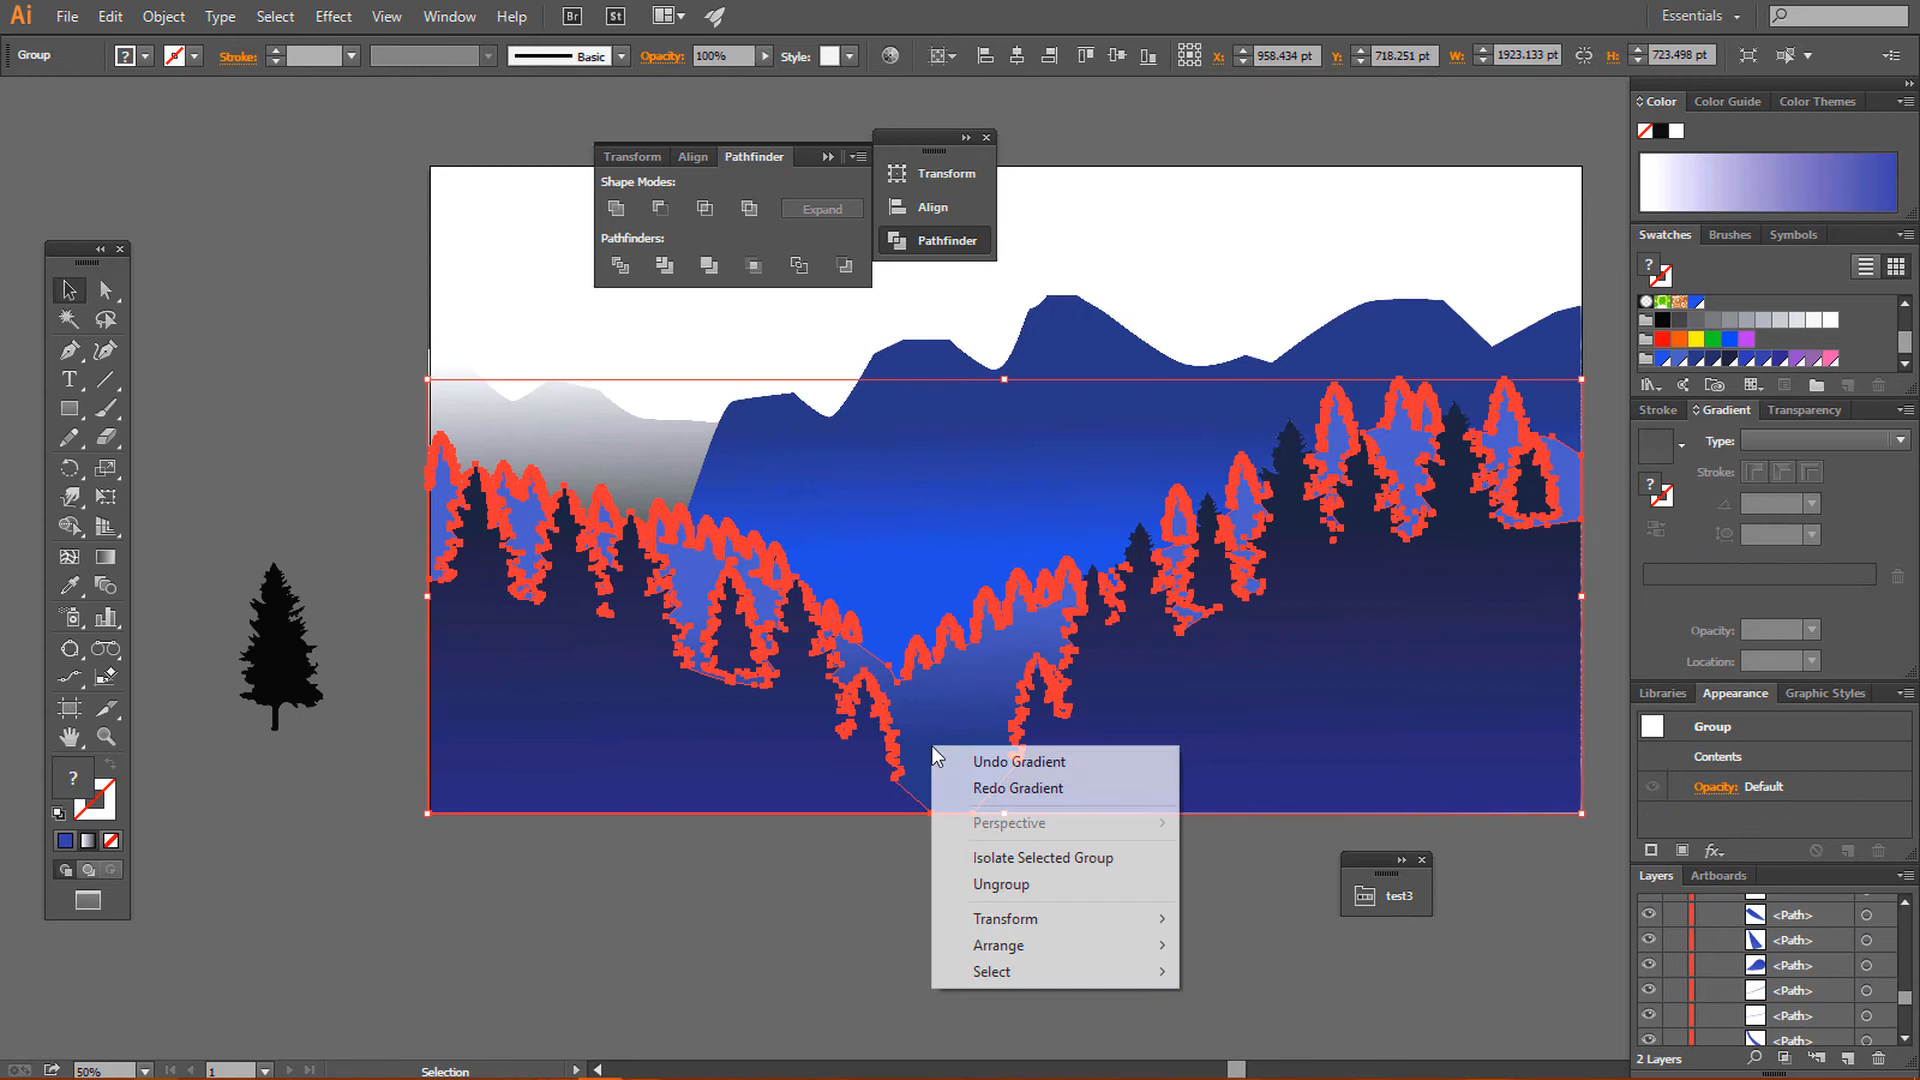 Ai File Edit Object Type Select Effect View Window Help Br St Essentials
Group Stroke: Basic Opacity: 100% Style: X: 958.434 pt Y: 718.251 pt W: 1923.133 pt H: 723.498 pt
Color Color Guide Color Themes
Transform Align Pathfinder
Shape Modes:
Expand
Pathfinders:
Transform
Align
Pathfinder
Swatches Brushes Symbols
?
Stroke Gradient Transparency
Type:
Stroke:
?
Opacity:
Location:
T
?
Libraries Appearance Graphic Styles
Group
Contents
Opacity: Default
fx
Undo Gradient
Redo Gradient
Perspective
Isolate Selected Group
Ungroup
Transform
Arrange
Select
test3
Layers Artboards
<Path>
<Path>
<Path>
<Path>
<Path>
<Path>
2 Layers
50% 1 Selection